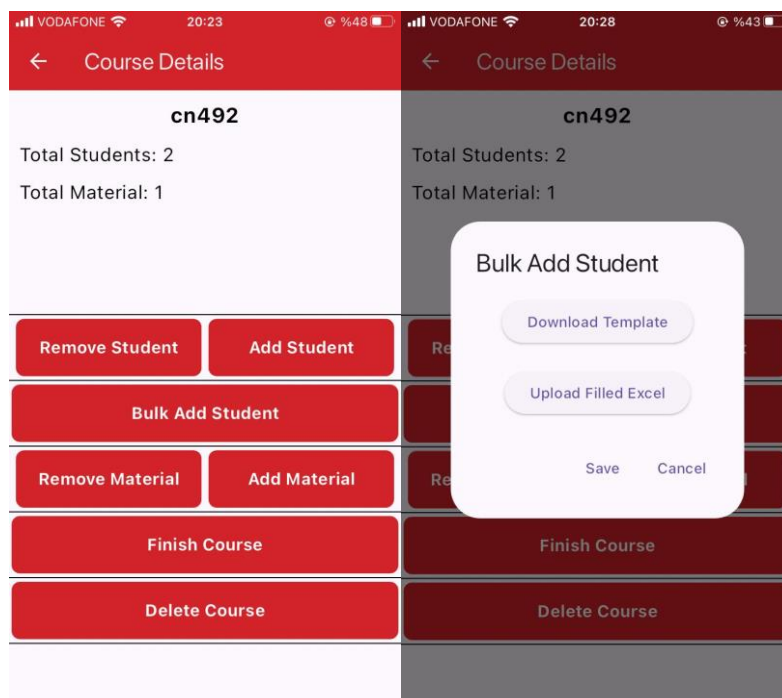 VODAFONE 20:23 %48
Course Details
cn492
Total Students: 2
Total Material: 1
Remove Student Add Student
Bulk Add Student
Remove Material Add Material
Finish Course
Delete Course
VODAFONE 20:28 %43
Course Details
cn492
Total Students: 2
Total Material: 1
Bulk Add Student
Download Template
Re
Upload Filled Excel
Save Cancel
Re
Finish Course
Delete Course